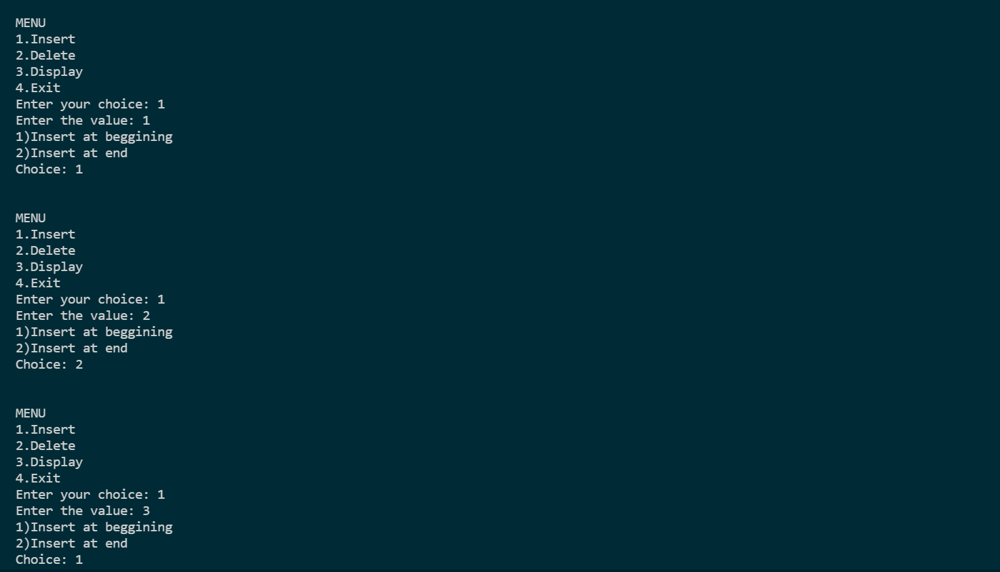 MENU
1.Insert
2.Delete
3.Display
4.Exit
Enter your choice: 1
Enter the value: 1
1)Insert at beggining
2)Insert at end
Choice: 1
MENU
1.Insert
2.Delete
3.Display
4.Exit
Enter your choice: 1
Enter the value: 2
1)Insert at beggining
2)Insert at end
Choice: 2
MENU
1.Insert
2.Delete
3.Display
4.Exit
Enter your choice: 1
Enter the value: 3
1)Insert at beggining
2)Insert at end
Choice: 1